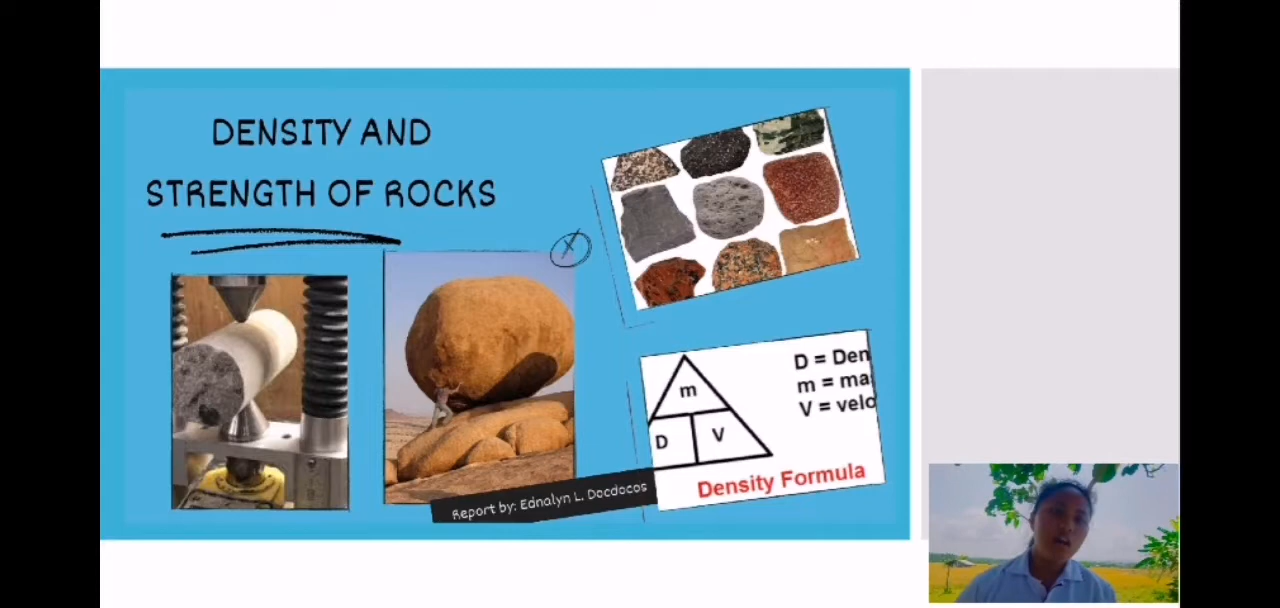 DENSITY AND
STRENGTH OF ROCKS
D = Den
m = ma
V = velo
m
D
V
Density Formula
Report by: Ednalyn L. Docdocos